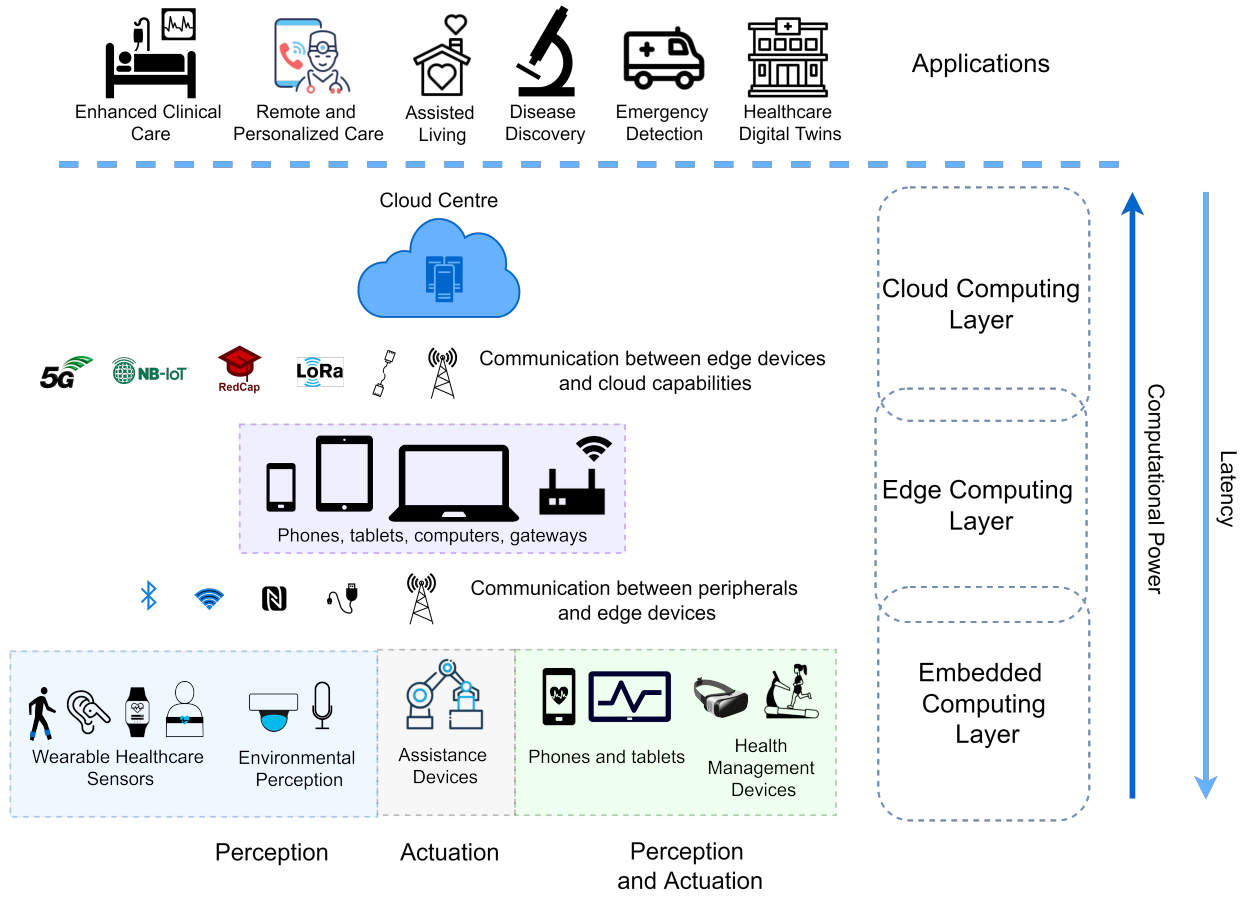 Applications
Enhanced Clinical
Care
Remote and
Personalized Care
Assisted
Living
Disease
Discovery
Emergency
Detection
Healthcare
Digital Twins
Cloud Centre
Cloud Computing
Layer
5G
NB-IoT
RedCap
LoRa
Communication between edge devices
and cloud capabilities
Phones, tablets, computers, gateways
Edge Computing
Layer
Computational Power
Latency
Communication between peripherals
and edge devices
Wearable Healthcare
Sensors
Environmental
Perception
Assistance
Devices
Phones and tablets
Health
Management
Devices
Embedded
Computing
Layer
Perception
Actuation
Perception
and Actuation